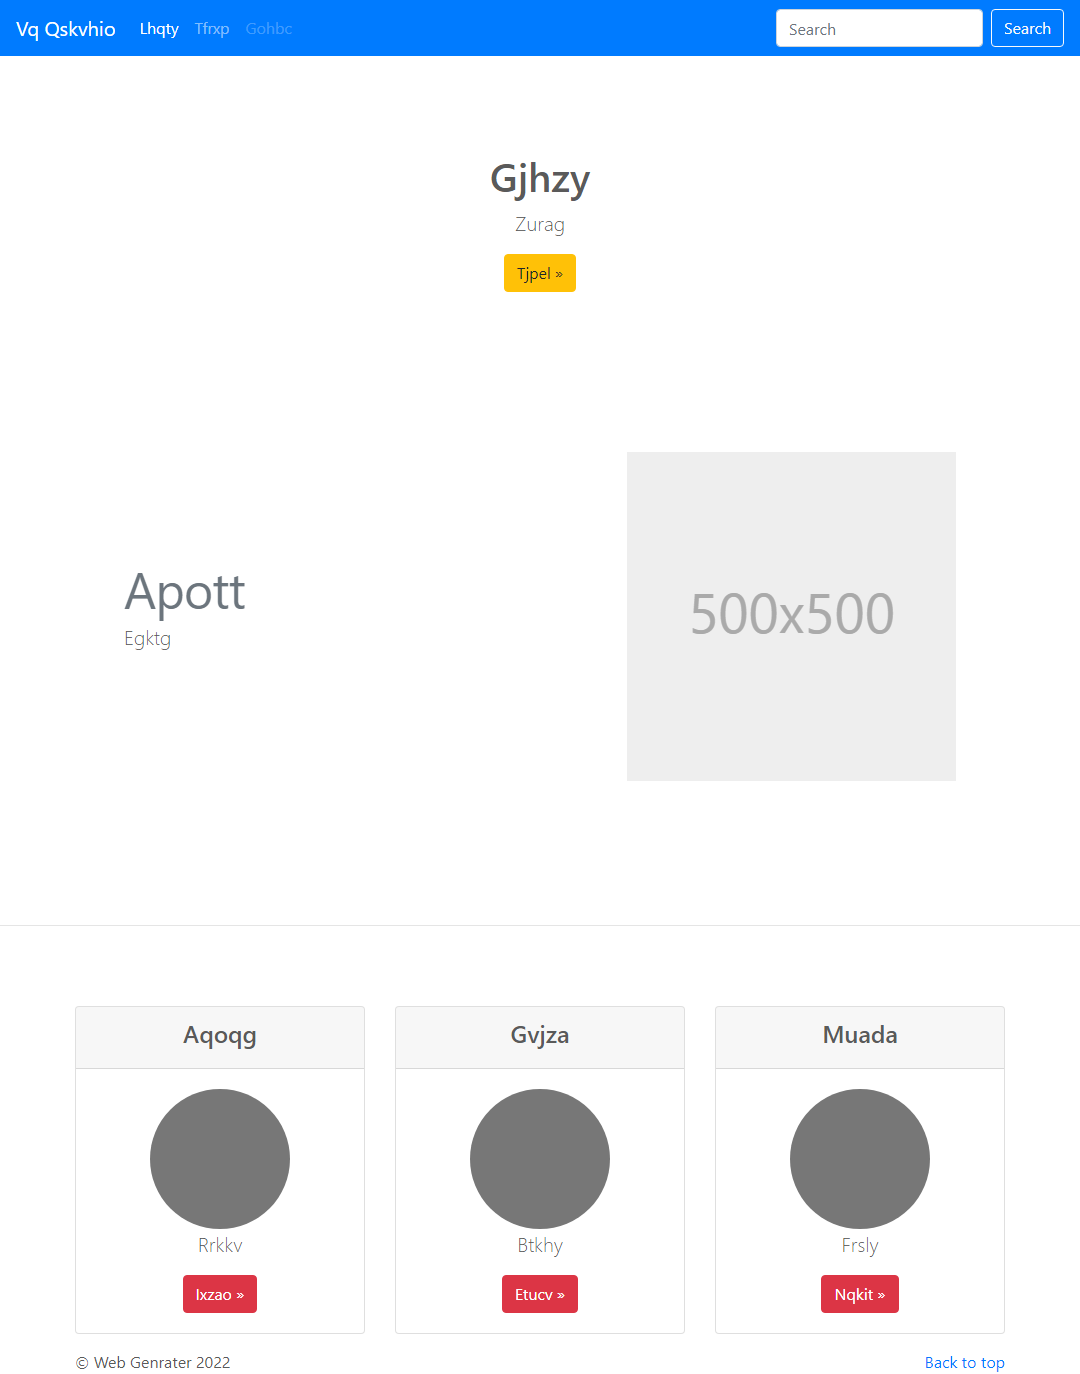 Vq Qskvhio Lhqty Tfrxp Gohbc Search Search
Gjhzy
Zurag
Tjpel »
Apott
Egktg
500x500
Aqoqg Gvjza Muada
Rrkkv Btkhy Frsly
Ixzao » Etucv » Nqkit »
© Web Genrater 2022 Back to top